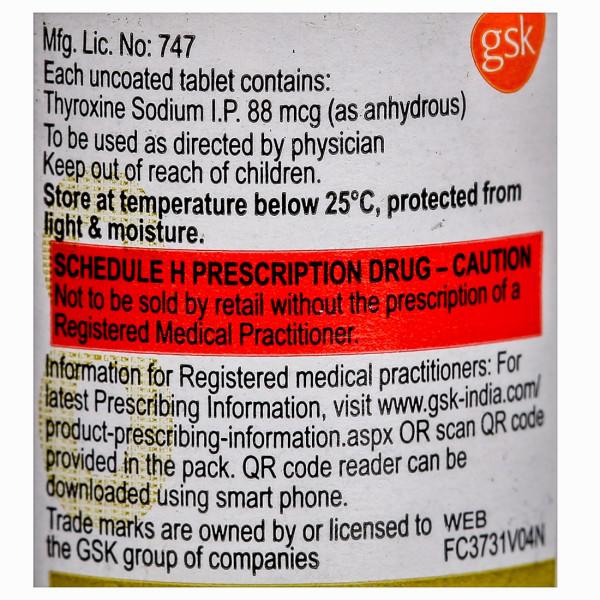 gsk
Mfg. Lic. No: 747
Each uncoated tablet contains:
Thyroxine Sodium I.P. 88 mcg (as anhydrous)
To be used as directed by physician
Keep out of reach of children.
Store at temperature below 25°C, protected from
light & moisture.
SCHEDULE H PRESCRIPTION DRUG – CAUTION
Not to be sold by retail without the prescription of a
Registered Medical Practitioner.
Information for Registered medical practitioners: For
latest Prescribing Information, visit www.gsk-india.com/
product-prescribing-information.aspx OR scan QR code
provided in the pack. QR code reader can be
downloaded using smart phone.
Trade marks are owned by or licensed to
the GSK group of companies
WEB
FC3731V04N